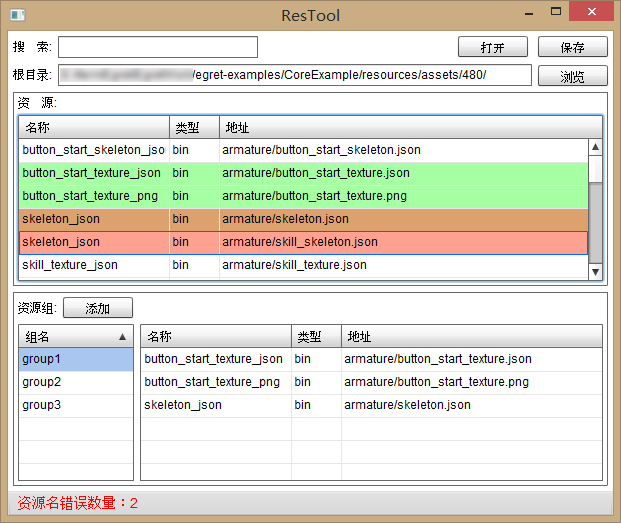 ResTool
搜 索: 打开 保存
根目录: /egret-examples/CoreExample/resources/assets/480/ 浏览
资 源:
名称 类型 地址
button_start_skeleton_jso bin armature/button_start_skeleton.json
button_start_texture_json bin armature/button_start_texture.json
button_start_texture_png bin armature/button_start_texture.png
skeleton_json bin armature/skeleton.json
skeleton_json bin armature/skill_skeleton.json
skill_texture_json bin armature/skill_texture.json
资源组: 添加
组名 名称 类型 地址
group1 button_start_texture_json bin armature/button_start_texture.json
group2 button_start_texture_png bin armature/button_start_texture.png
group3 skeleton_json bin armature/skeleton.json
资源名错误数量：2